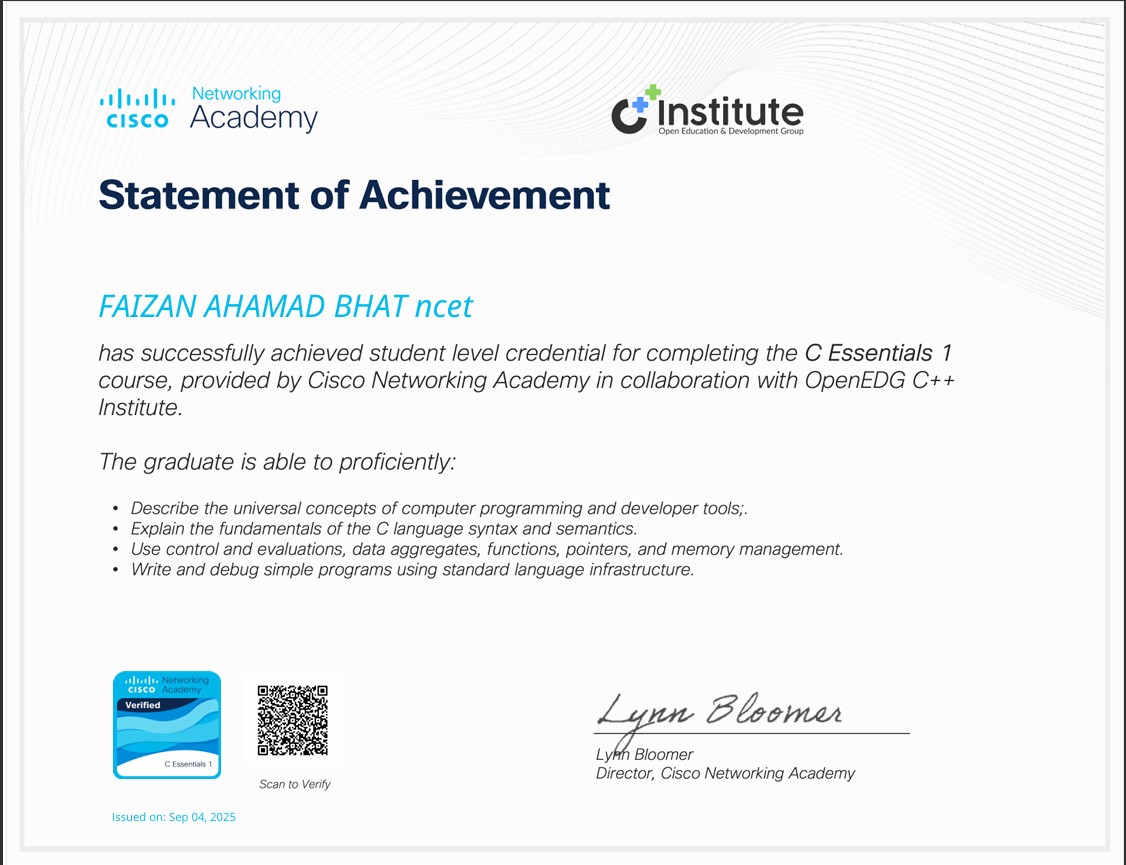 Networking
CISCO Academy
C++ Institute
Open Education & Development Group
Statement of Achievement
FAIZAN AHAMAD BHAT ncet
has successfully achieved student level credential for completing the C Essentials 1
course, provided by Cisco Networking Academy in collaboration with OpenEDG C++
Institute.
The graduate is able to proficiently:
• Describe the universal concepts of computer programming and developer tools;.
• Explain the fundamentals of the C language syntax and semantics.
• Use control and evaluations, data aggregates, functions, pointers, and memory management.
• Write and debug simple programs using standard language infrastructure.
Networking
CISCO Academy
Verified
C Essentials 1
Scan to Verify
Issued on: Sep 04, 2025
Lynn Bloomer
Lynn Bloomer
Director, Cisco Networking Academy